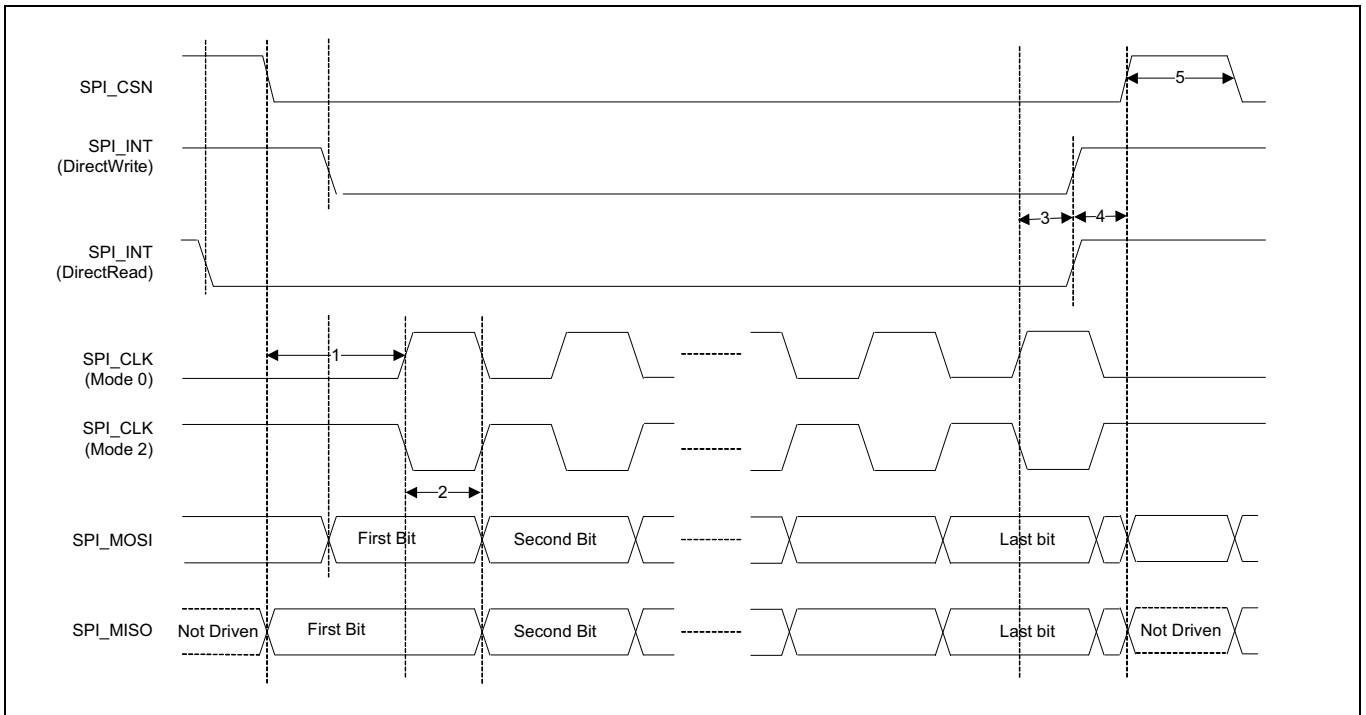 SPI_CSN
5
SPI_INT
(DirectWrite)
3
4
SPI_INT
(DirectRead)
1
SPI_CLK
(Mode 0)
SPI_CLK
(Mode 2)
2
SPI_MOSI
First Bit
Second Bit
Last bit
SPI_MISO
Not Driven
First Bit
Second Bit
Last bit
Not Driven